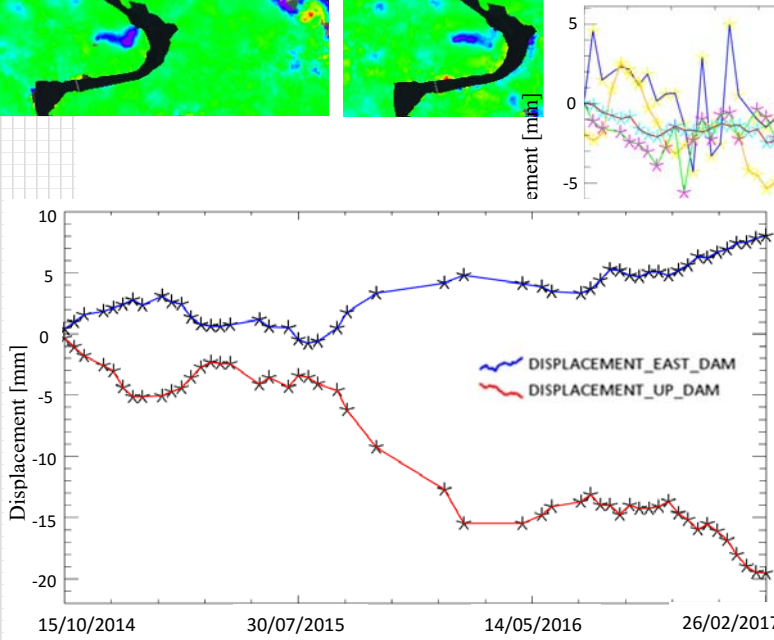 5
0
-5
ement [mm]
10
5
0
-5
-10
-15
-20
Displacement [mm]
DISPLACEMENT_EAST_DAM
DISPLACEMENT_UP_DAM
15/10/2014 30/07/2015 14/05/2016 26/02/2017